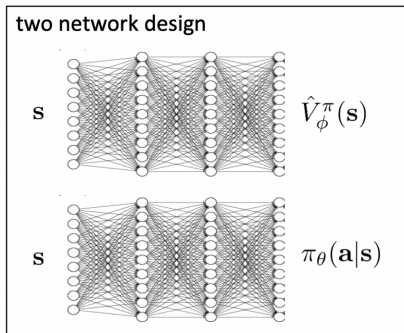 two network design
s
V̂^π_ϕ(s)
s
π_θ(a|s)